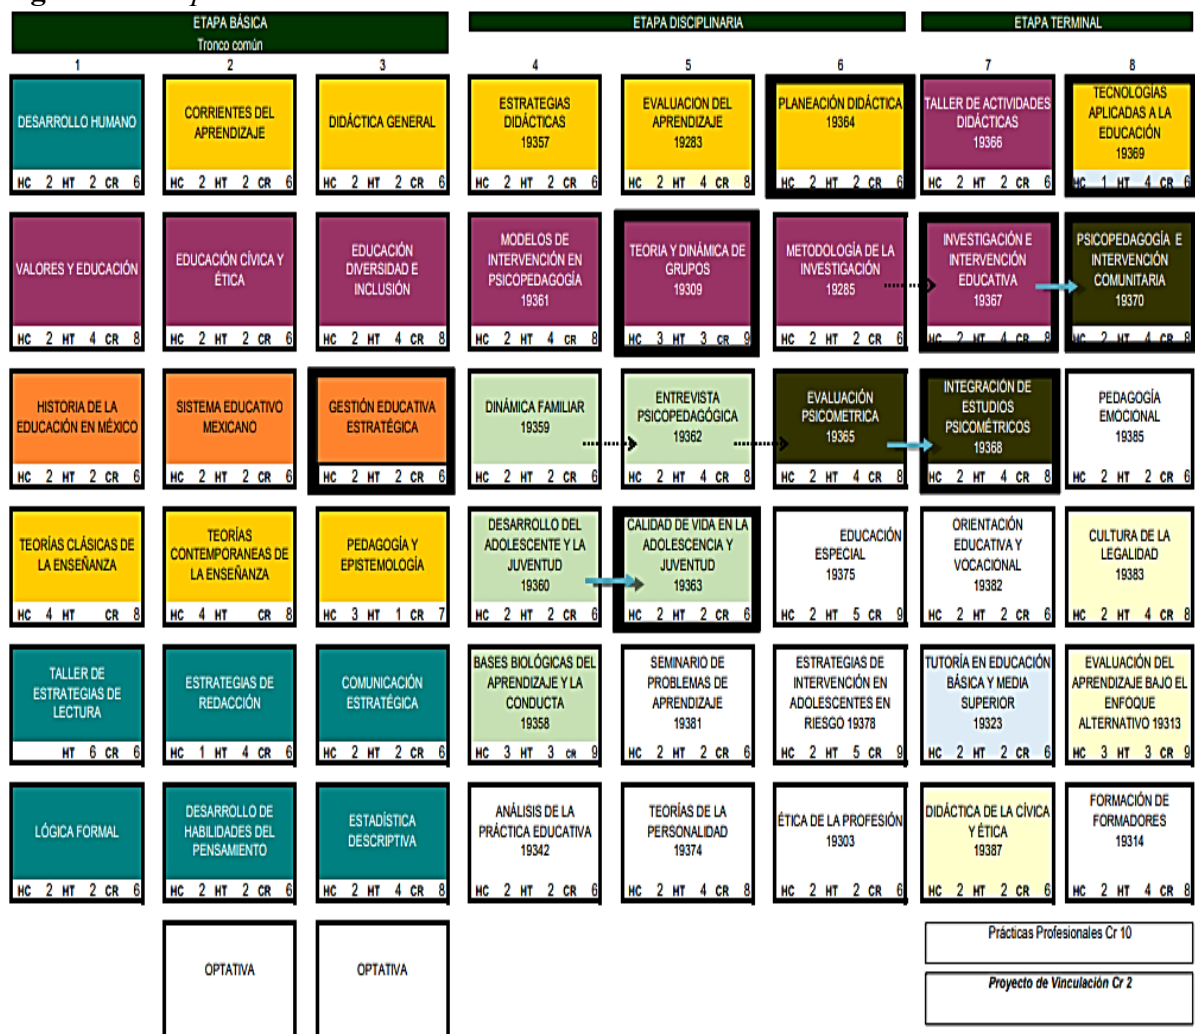 ETAPA BÁSICA
Tronco común
ETAPA DISCIPLINARIA
ETAPA TERMINAL
1 2 3 4 5 6 7 8
DESARROLLO HUMANO
HC 2 HT 2 CR 6
CORRIENTES DEL
APRENDIZAJE
HC 2 HT 2 CR 6
DIDÁCTICA GENERAL
HC 2 HT 2 CR 6
ESTRATEGIAS
DIDÁCTICAS
19357
HC 2 HT 2 CR 6
EVALUACION DEL
APRENDIZAJE
19283
HC 2 HT 4 CR 8
PLANEACIÓN DIDÁCTICA
19364
HC 2 HT 2 CR 6
TALLER DE ACTIVIDADES
DIDÁCTICAS
19366
HC 2 HT 2 CR 6
TECNOLOGÍAS
APLICADAS A LA
EDUCACIÓN
19369
HC 1 HT 4 CR 6
VALORES Y EDUCACIÓN
HC 2 HT 4 CR 8
EDUCACIÓN CÍVICA Y
ÉTICA
HC 2 HT 2 CR 6
EDUCACIÓN
DIVERSIDAD E
INCLUSIÓN
HC 2 HT 4 CR 8
MODELOS DE
INTERVENCIÓN EN
PSICOPEDAGOGÍA
19361
HC 2 HT 4 CR 8
TEORIA Y DINÁMICA DE
GRUPOS
19309
HC 3 HT 3 CR 9
METODOLOGÍA DE LA
INVESTIGACIÓN
19285
HC 2 HT 2 CR 6
INVESTIGACIÓN E
INTERVENCIÓN
EDUCATIVA
19367
HC 2 HT 4 CR 8
PSICOPEDAGOGÍA E
INTERVENCIÓN
COMUNITARIA
19370
HC 2 HT 4 CR 8
HISTORIA DE LA
EDUCACIÓN EN MÉXICO
HC 2 HT 2 CR 6
SISTEMA EDUCATIVO
MEXICANO
HC 2 HT 2 CR 6
GESTIÓN EDUCATIVA
ESTRATÉGICA
HC 2 HT 2 CR 6
DINÁMICA FAMILIAR
19359
HC 2 HT 2 CR 6
ENTREVISTA
PSICOPEDAGÓGICA
19362
HC 2 HT 4 CR 8
EVALUACIÓN
PSICOMETRICA
19365
HC 2 HT 4 CR 8
INTEGRACIÓN DE
ESTUDIOS
PSICOMÉTRICOS
19368
HC 2 HT 4 CR 8
PEDAGOGÍA
EMOCIONAL
19385
HC 2 HT 2 CR 6
TEORÍAS CLÁSICAS DE
LA ENSEÑANZA
HC 4 HT CR 8
TEORÍAS
CONTEMPORANEAS DE
LA ENSEÑANZA
HC 4 HT CR 8
PEDAGOGÍA Y
EPISTEMOLOGÍA
HC 3 HT 1 CR 7
DESARROLLO DEL
ADOLESCENTE Y LA
JUVENTUD
19360
HC 2 HT 2 CR 6
CALIDAD DE VIDA EN LA
ADOLESCENCIA Y
JUVENTUD
19363
HC 2 HT 2 CR 6
EDUCACIÓN
ESPECIAL
19375
HC 2 HT 5 CR 9
ORIENTACIÓN
EDUCATIVA Y
VOCACIONAL
19382
HC 2 HT 2 CR 6
CULTURA DE LA
LEGALIDAD
19383
HC 2 HT 4 CR 8
TALLER DE
ESTRATEGIAS DE
LECTURA
HT 6 CR 6
ESTRATEGIAS DE
REDACCIÓN
HC 1 HT 4 CR 6
COMUNICACIÓN
ESTRATÉGICA
HC 2 HT 2 CR 6
BASES BIOLÓGICAS DEL
APRENDIZAJE Y LA
CONDUCTA
19358
HC 3 HT 3 CR 9
SEMINARIO DE
PROBLEMAS DE
APRENDIZAJE
19381
HC 2 HT 2 CR 6
ESTRATEGIAS DE
INTERVENCIÓN EN
ADOLESCENTES EN
RIESGO 19378
HC 2 HT 5 CR 9
TUTORÍA EN EDUCACIÓN
BÁSICA Y MEDIA
SUPERIOR
19323
HC 2 HT 2 CR 6
EVALUACIÓN DEL
APRENDIZAJE BAJO EL
ENFOQUE
ALTERNATIVO 19313
HC 3 HT 3 CR 9
LÓGICA FORMAL
HC 2 HT 2 CR 6
DESARROLLO DE
HABILIDADES DEL
PENSAMIENTO
HC 2 HT 2 CR 6
ESTADÍSTICA
DESCRIPTIVA
HC 2 HT 4 CR 8
ANÁLISIS DE LA
PRÁCTICA EDUCATIVA
19342
HC 2 HT 2 CR 6
TEORÍAS DE LA
PERSONALIDAD
19374
HC 2 HT 4 CR 8
ÉTICA DE LA PROFESIÓN
19303
HC 2 HT 2 CR 6
DIDÁCTICA DE LA CÍVICA
Y ÉTICA
19387
HC 2 HT 2 CR 6
FORMACIÓN DE
FORMADORES
19314
HC 2 HT 4 CR 8
OPTATIVA
OPTATIVA
Prácticas Profesionales Cr 10
Proyecto de Vinculación Cr 2